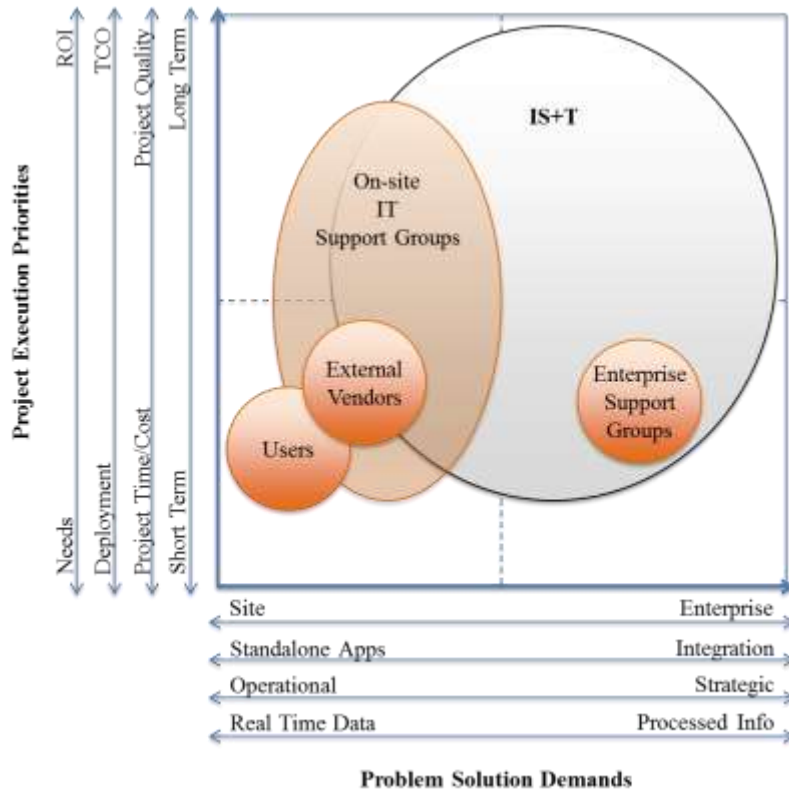 Project Execution Priorities
ROI
Needs
TCO
Deployment
Project Quality
Project Time/Cost
Long Term
Short Term
IS+T
On-site
IT
Support Groups
External
Vendors
Users
Enterprise
Support
Groups
Site Enterprise
Standalone Apps Integration
Operational Strategic
Real Time Data Processed Info
Problem Solution Demands